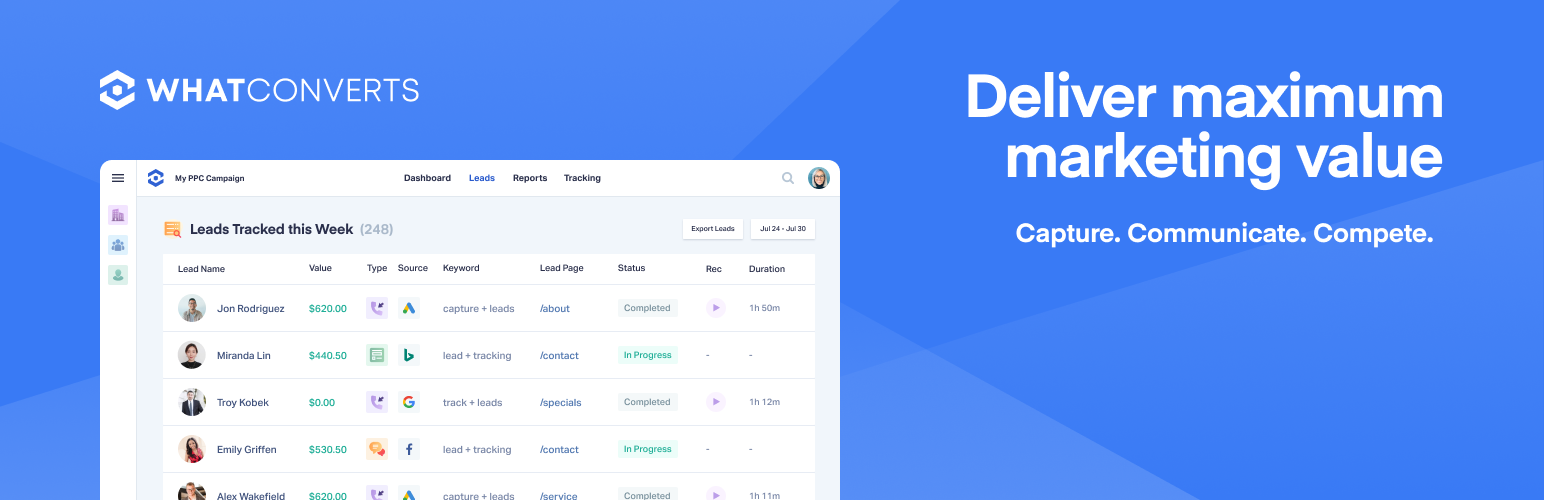 WHATCONVERTS
Deliver maximum
marketing value
Capture. Communicate. Compete.
My PPC Campaign
Dashboard Leads Reports Tracking
Leads Tracked this Week (248)
Export Leads Jul 24 • Jul 30
Lead Name Value Type Source Keyword Lead Page Status Rec Duration
Jon Rodriguez $620.00 capture + leads /about Completed 1h 50m
Miranda Lin $440.50 lead + tracking /contact In Progress - -
Troy Kobek $0.00 track + leads /specials Completed 1h 12m
Emily Griffen $530.50 lead + tracking /contact In Progress - -
Alex Wakefield $620.00 capture + leads /service Completed 1h 11m